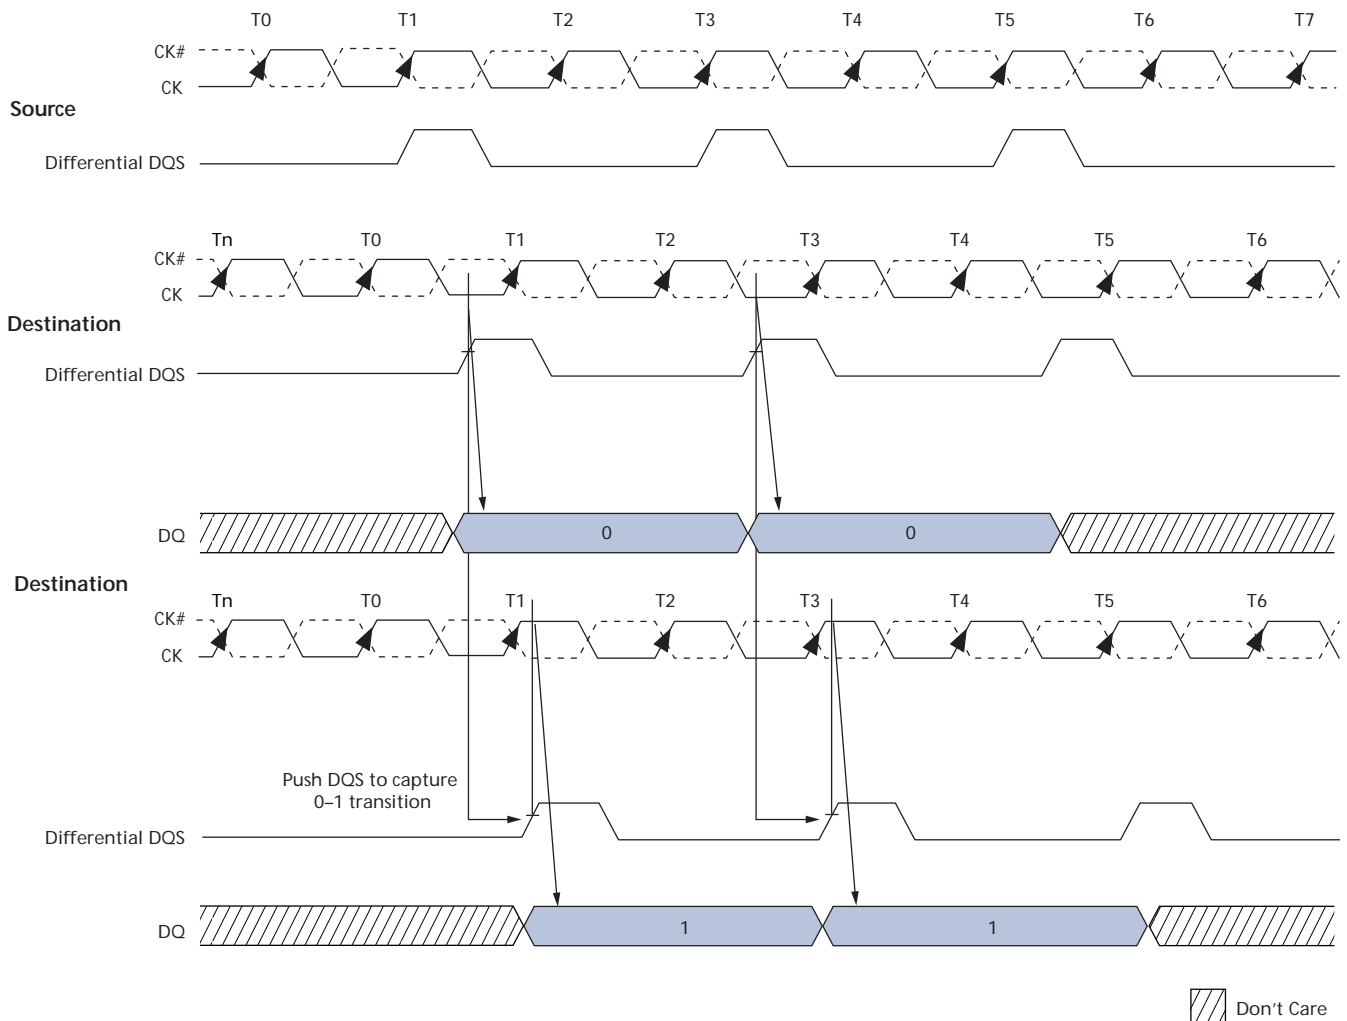 T0 T1 T2 T3 T4 T5 T6 T7
CK#
CK
Source
Differential DQS
Tn T0 T1 T2 T3 T4 T5 T6
CK#
CK
Destination
Differential DQS
DQ 0 0
Destination
Tn T0 T1 T2 T3 T4 T5 T6
CK#
CK
Push DQS to capture
0–1 transition
Differential DQS
DQ 1 1
Don't Care